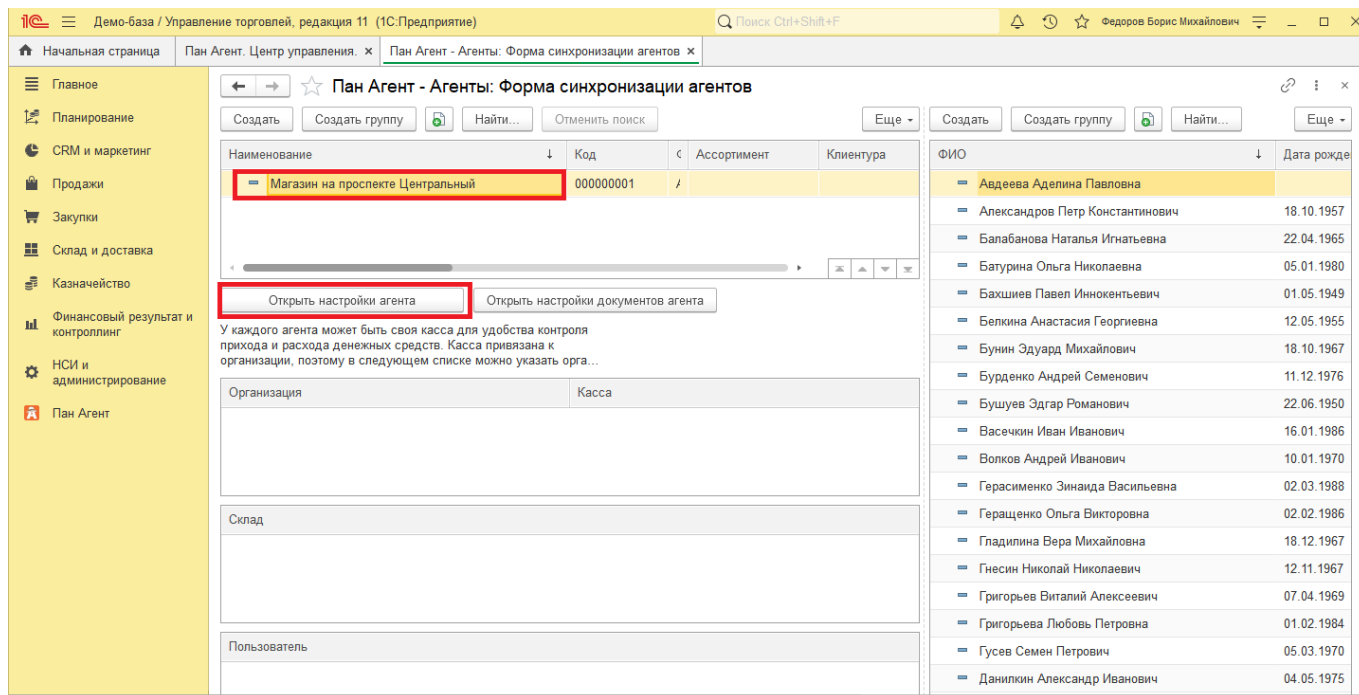 1С Демо-база / Управление торговлей, редакция 11 (1С:Предприятие)
Поиск Ctrl+Shift+F
Федоров Борис Михайлович
Начальная страница
Пан Агент. Центр управления. ×
Пан Агент - Агенты: Форма синхронизации агентов ×
Главное
Планирование
CRM и маркетинг
Продажи
Закупки
Склад и доставка
Казначейство
Финансовый результат и
контроллинг
НСИ и
администрирование
Пан Агент
Пан Агент - Агенты: Форма синхронизации агентов
Создать Создать группу Найти... Отменить поиск Еще
Наименование Код Ассортимент Клиентура
Магазин на проспекте Центральный 000000001
Открыть настройки агента Открыть настройки документов агента
У каждого агента может быть своя касса для удобства контроля
прихода и расхода денежных средств. Касса привязана к
организации, поэтому в следующем списке можно указать орга...
Организация Касса
Склад
Пользователь
Создать Создать группу Найти... Еще
ФИО Дата рожде
Авдеева Аделина Павловна
Александров Петр Константинович 18.10.1957
Балабанова Наталья Игнатьевна 22.04.1965
Батурина Ольга Николаевна 05.01.1980
Бахшиев Павел Иннокентьевич 01.05.1949
Белкина Анастасия Георгиевна 12.05.1955
Бунин Эдуард Михайлович 18.10.1967
Бурденко Андрей Семенович 11.12.1976
Бушуев Эдгар Романович 22.06.1950
Васечкин Иван Иванович 16.01.1986
Волков Андрей Иванович 10.01.1970
Герасименко Зинаида Васильевна 02.03.1988
Геращенко Ольга Викторовна 02.02.1986
Гладилина Вера Михайловна 18.12.1967
Гнесин Николай Николаевич 12.11.1967
Григорьев Виталий Алексеевич 07.04.1969
Григорьева Любовь Петровна 01.02.1984
Гусев Семен Петрович 05.03.1970
Данилкин Александр Иванович 04.05.1975